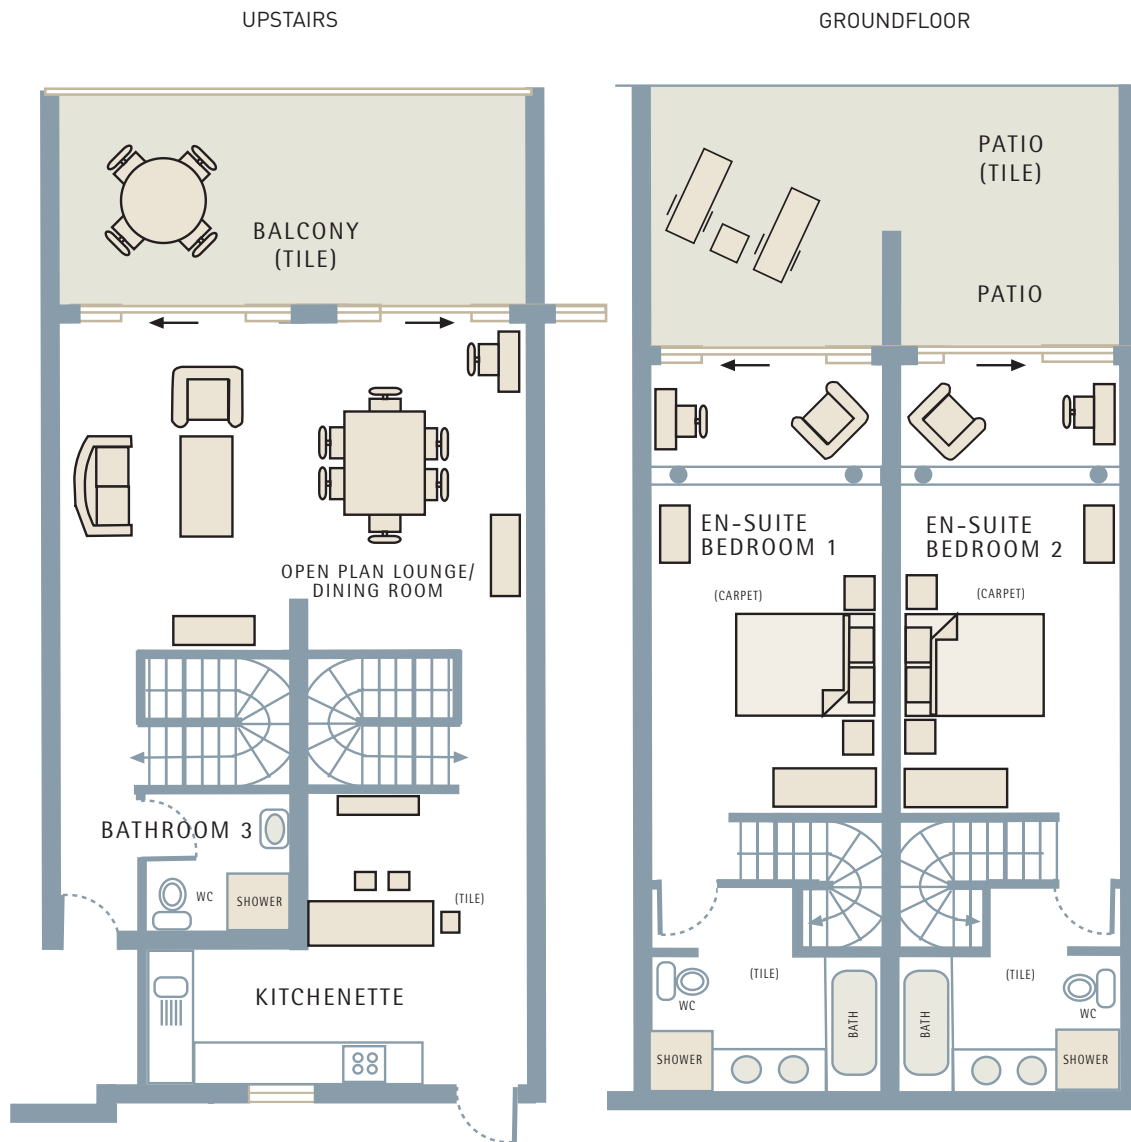 UPSTAIRS
BALCONY
(TILE)
OPEN PLAN LOUNGE/
DINING ROOM
BATHROOM 3
WC
SHOWER
(TILE)
KITCHENETTE
GROUNDFLOOR
PATIO
(TILE)
PATIO
EN-SUITE
BEDROOM 1
(CARPET)
EN-SUITE
BEDROOM 2
(CARPET)
(TILE)
WC
BATH
SHOWER
BATH
(TILE)
WC
SHOWER